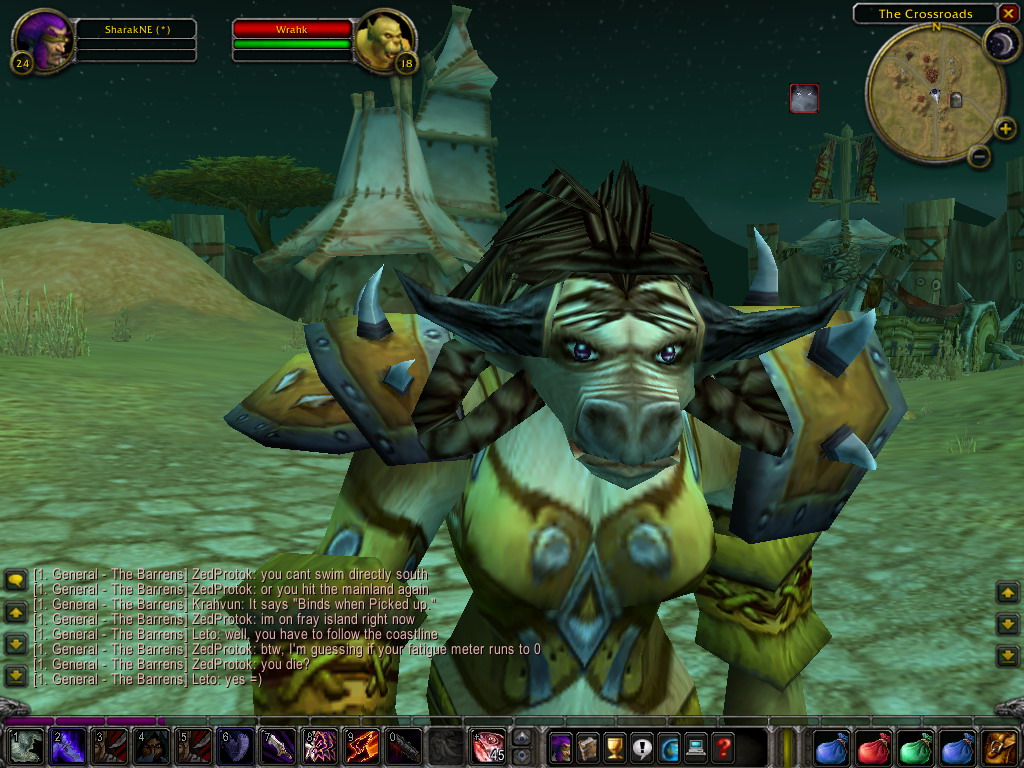 SharakNE (*)
24
Wrahk
18
The Crossroads
N
[1. General - The Barrens] ZedProtok: you cant swim directly south
[1. General - The Barrens] ZedProtok: or you hit the mainland again
[1. General - The Barrens] Krahvun: It says "Binds when Picked up."
[1. General - The Barrens] ZedProtok: im on fray island right now
[1. General - The Barrens] Leto: well, you have to follow the coastline
[1. General - The Barrens] ZedProtok: btw, I'm guessing if your fatigue meter runs to 0
[1. General - The Barrens] ZedProtok: you die?
[1. General - The Barrens] Leto: yes =)
1 2 3 4 5 6 7 8 9 0 45